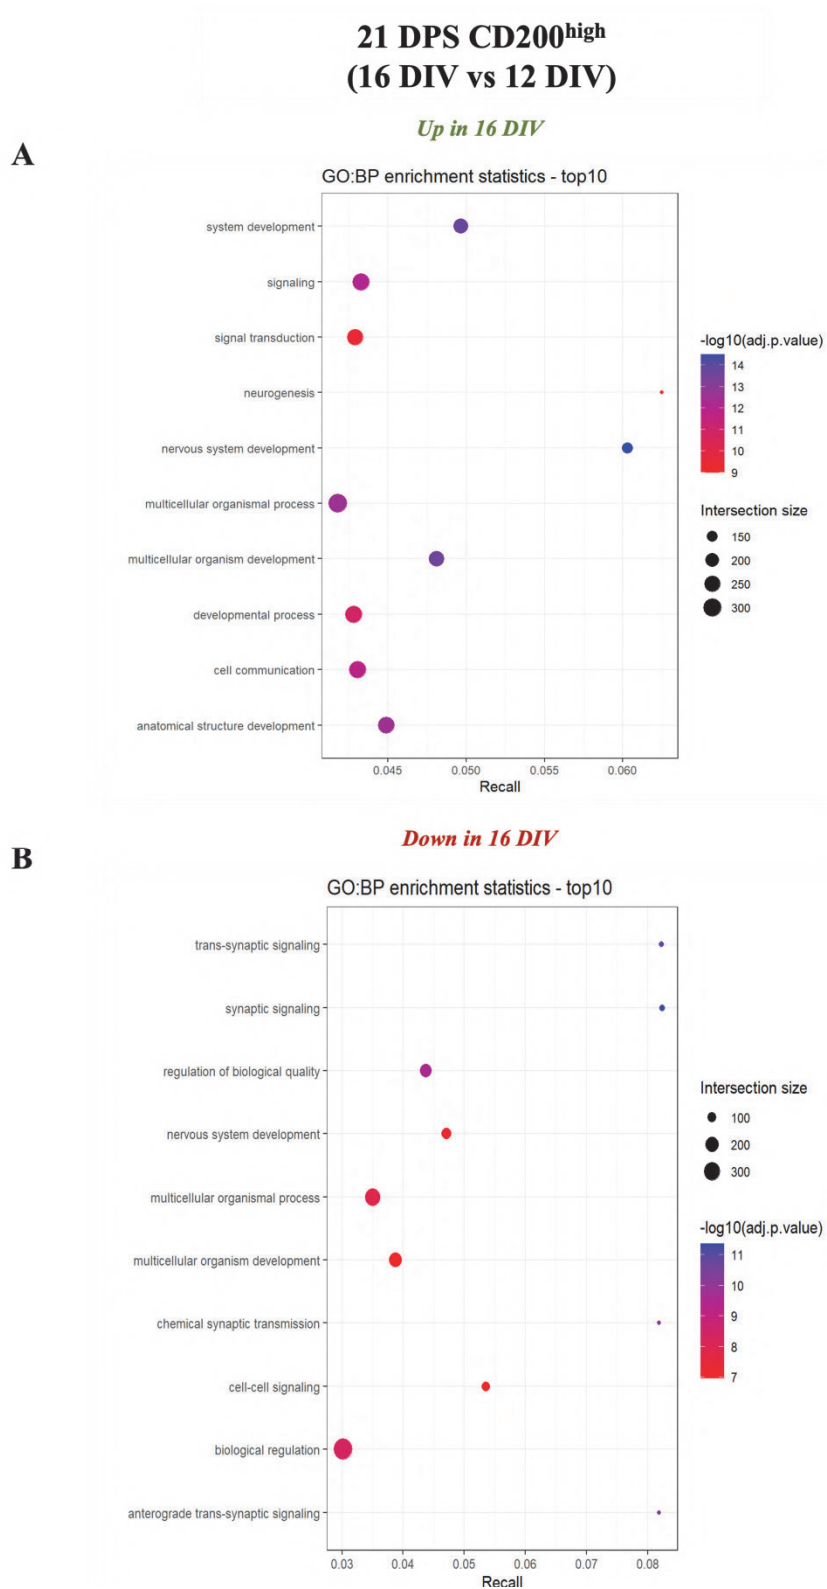 21 DPS CD200high
(16 DIV vs 12 DIV)
Up in 16 DIV
A
GO:BP enrichment statistics - top10
system development
signaling
signal transduction
neurogenesis
nervous system development
multicellular organismal process
multicellular organism development
developmental process
cell communication
anatomical structure development
0.045 0.050 0.055 0.060
Recall
-log10(adj.p.value)
14
13
12
11
10
9
Intersection size
150
200
250
300
Down in 16 DIV
B
GO:BP enrichment statistics - top10
trans-synaptic signaling
synaptic signaling
regulation of biological quality
nervous system development
multicellular organismal process
multicellular organism development
chemical synaptic transmission
cell-cell signaling
biological regulation
anterograde trans-synaptic signaling
0.03 0.04 0.05 0.06 0.07 0.08
Recall
Intersection size
100
200
300
-log10(adj.p.value)
11
10
9
8
7